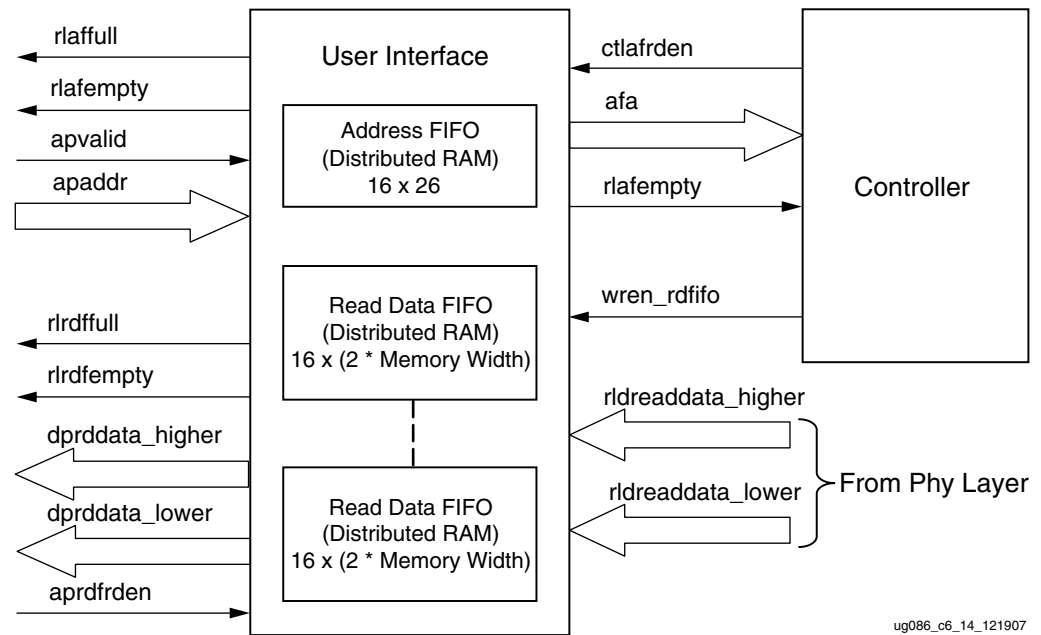 rlaffull
rlafempty
apvalid
apaddr
rlrdffull
rlrdfempty
dprddata_higher
dprddata_lower
aprdfrden
User Interface
Address FIFO
(Distributed RAM)
16 x 26
Read Data FIFO
(Distributed RAM)
16 x (2 * Memory Width)
Read Data FIFO
(Distributed RAM)
16 x (2 * Memory Width)
ctlafrden
afa
rlafempty
wren_rdfifo
rldreaddata_higher
rldreaddata_lower
Controller
From Phy Layer
ug086_c6_14_121907